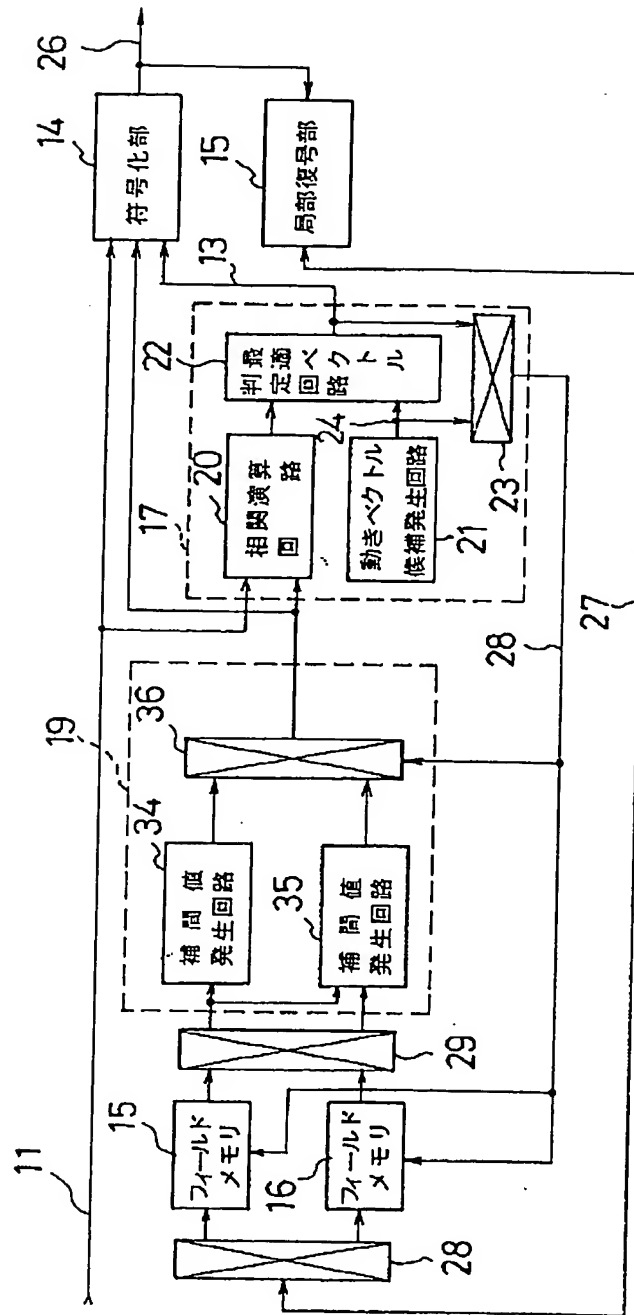 11
26
14
符号化部
15
局部復号部
13
17
20
相関演算
回　　路
22
最適ベクトル
判定回路
24
動きベクトル
候補発生回路
21
23
19
34
補間値
発生回路
36
35
補間値
発生回路
29
15
フィールド
メモリ
16
フィールド
メモリ
28
28
27